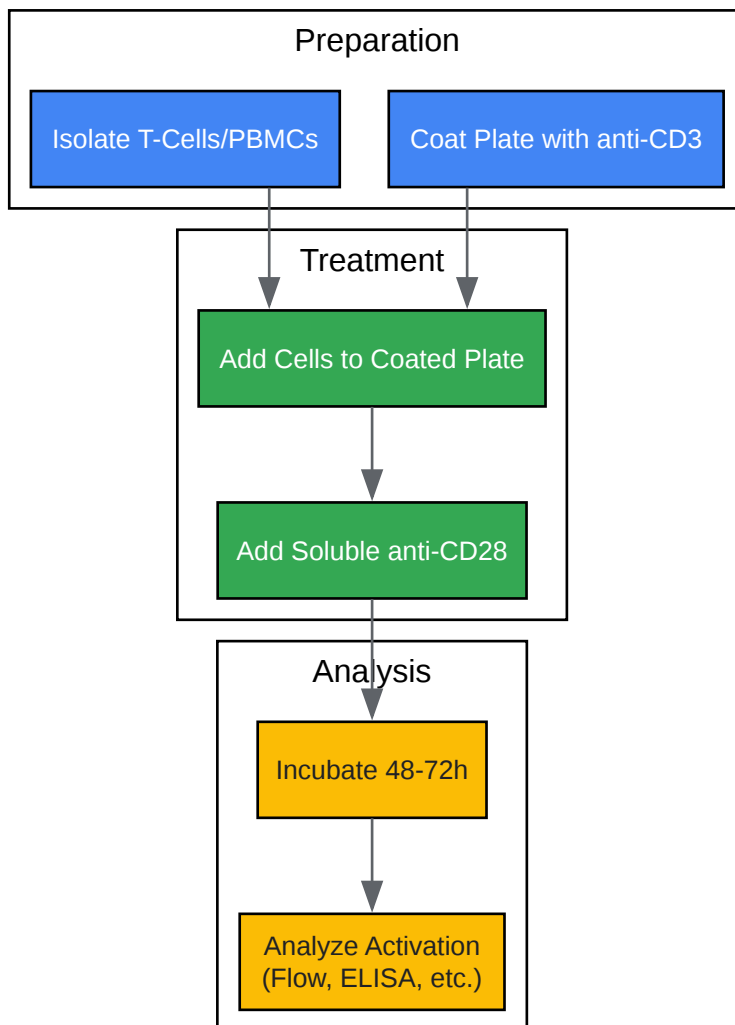 Preparation
Isolate T-Cells/PBMCs
Coat Plate with anti-CD3
Treatment
Add Cells to Coated Plate
Add Soluble anti-CD28
Analysis
Incubate 48-72h
Analyze Activation
(Flow, ELISA, etc.)